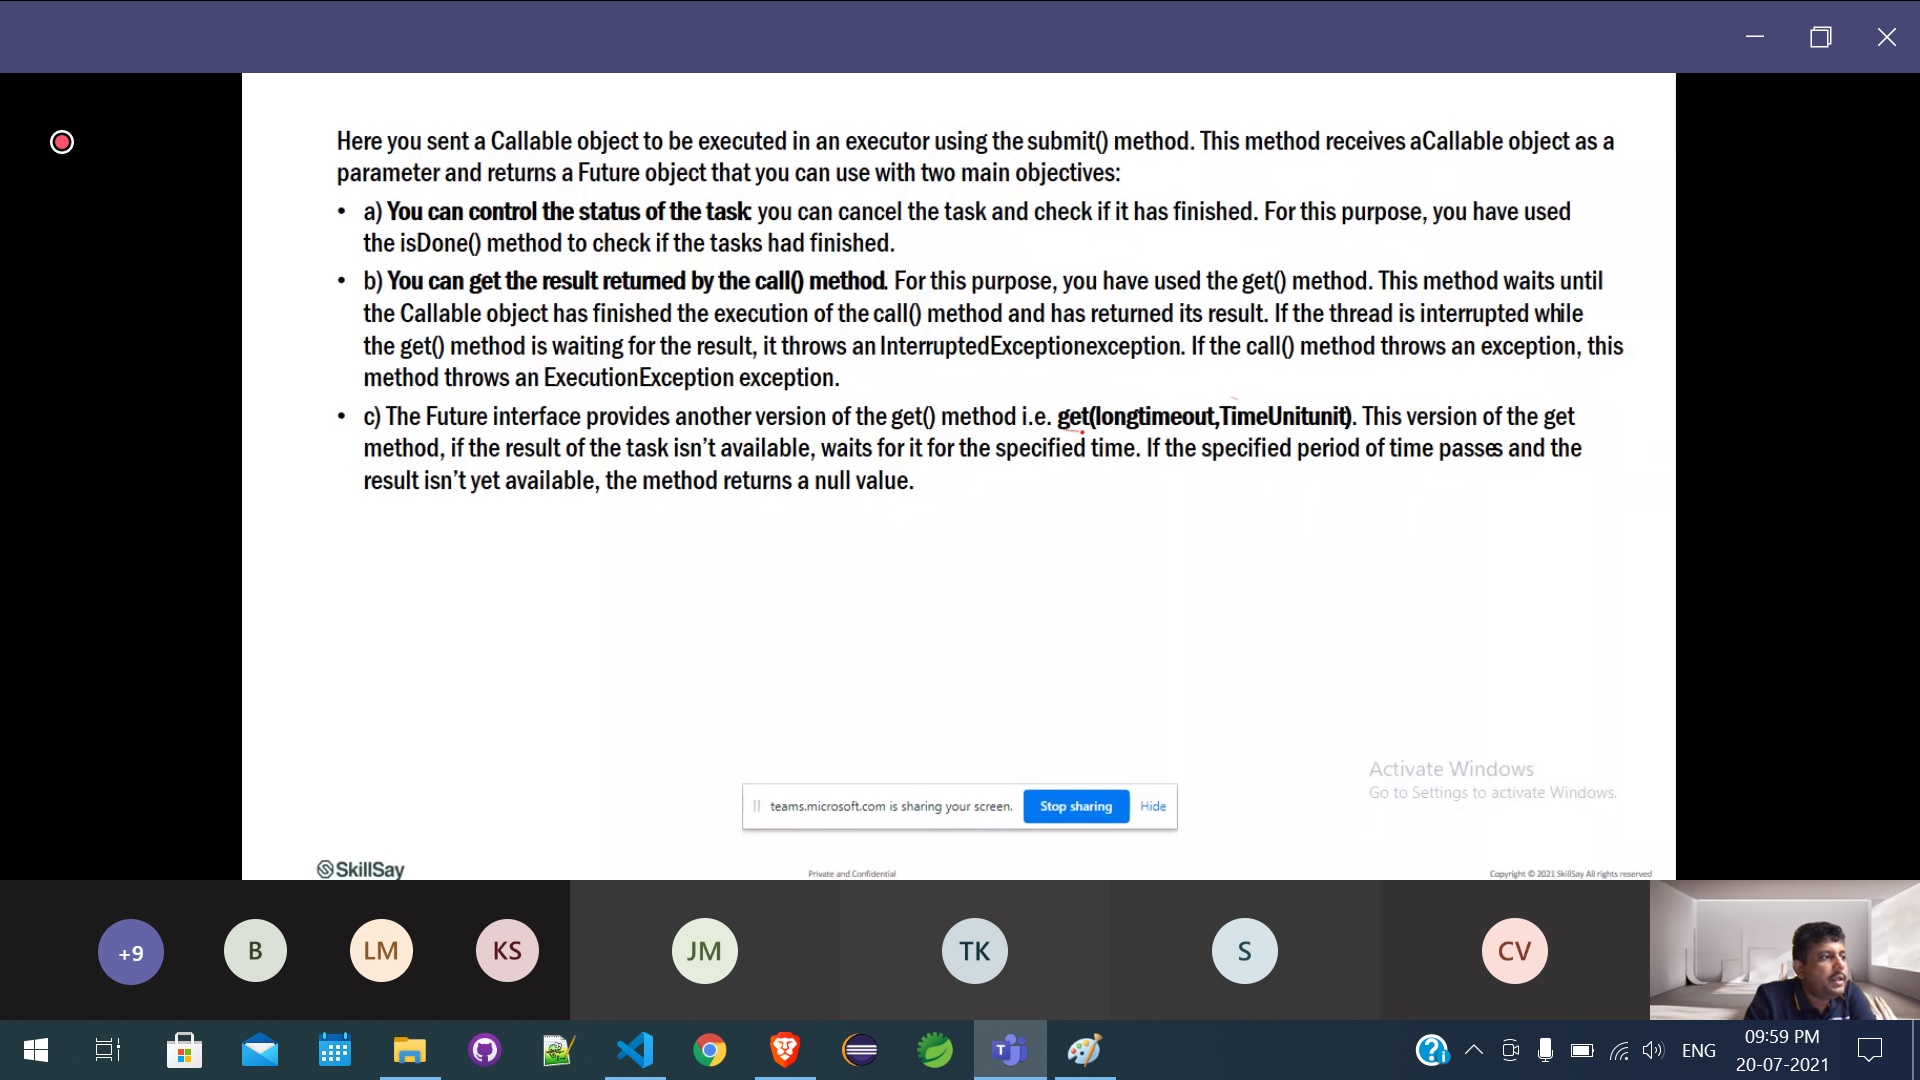 Here you sent a Callable object to be executed in an executor using the submit() method. This method receives aCallable object as a
parameter and returns a Future object that you can use with two main objectives:
• a) You can control the status of the task: you can cancel the task and check if it has finished. For this purpose, you have used
the isDone() method to check if the tasks had finished.
• b) You can get the result returned by the call() method. For this purpose, you have used the get() method. This method waits until
the Callable object has finished the execution of the call() method and has returned its result. If the thread is interrupted while
the get() method is waiting for the result, it throws an InterruptedExceptionexception. If the call() method throws an exception, this
method throws an ExecutionException exception.
• c) The Future interface provides another version of the get() method i.e. get(longtimeout,TimeUnitunit). This version of the get
method, if the result of the task isn’t available, waits for it for the specified time. If the specified period of time passes and the
result isn’t yet available, the method returns a null value.
Activate Windows
Go to Settings to activate Windows.
teams.microsoft.com is sharing your screen. Stop sharing Hide
SkillSay Private and Confidential Copyright © 2021 SkillSay All rights reserved
+9 B LM KS JM TK S CV
ENG 09:59 PM
20-07-2021